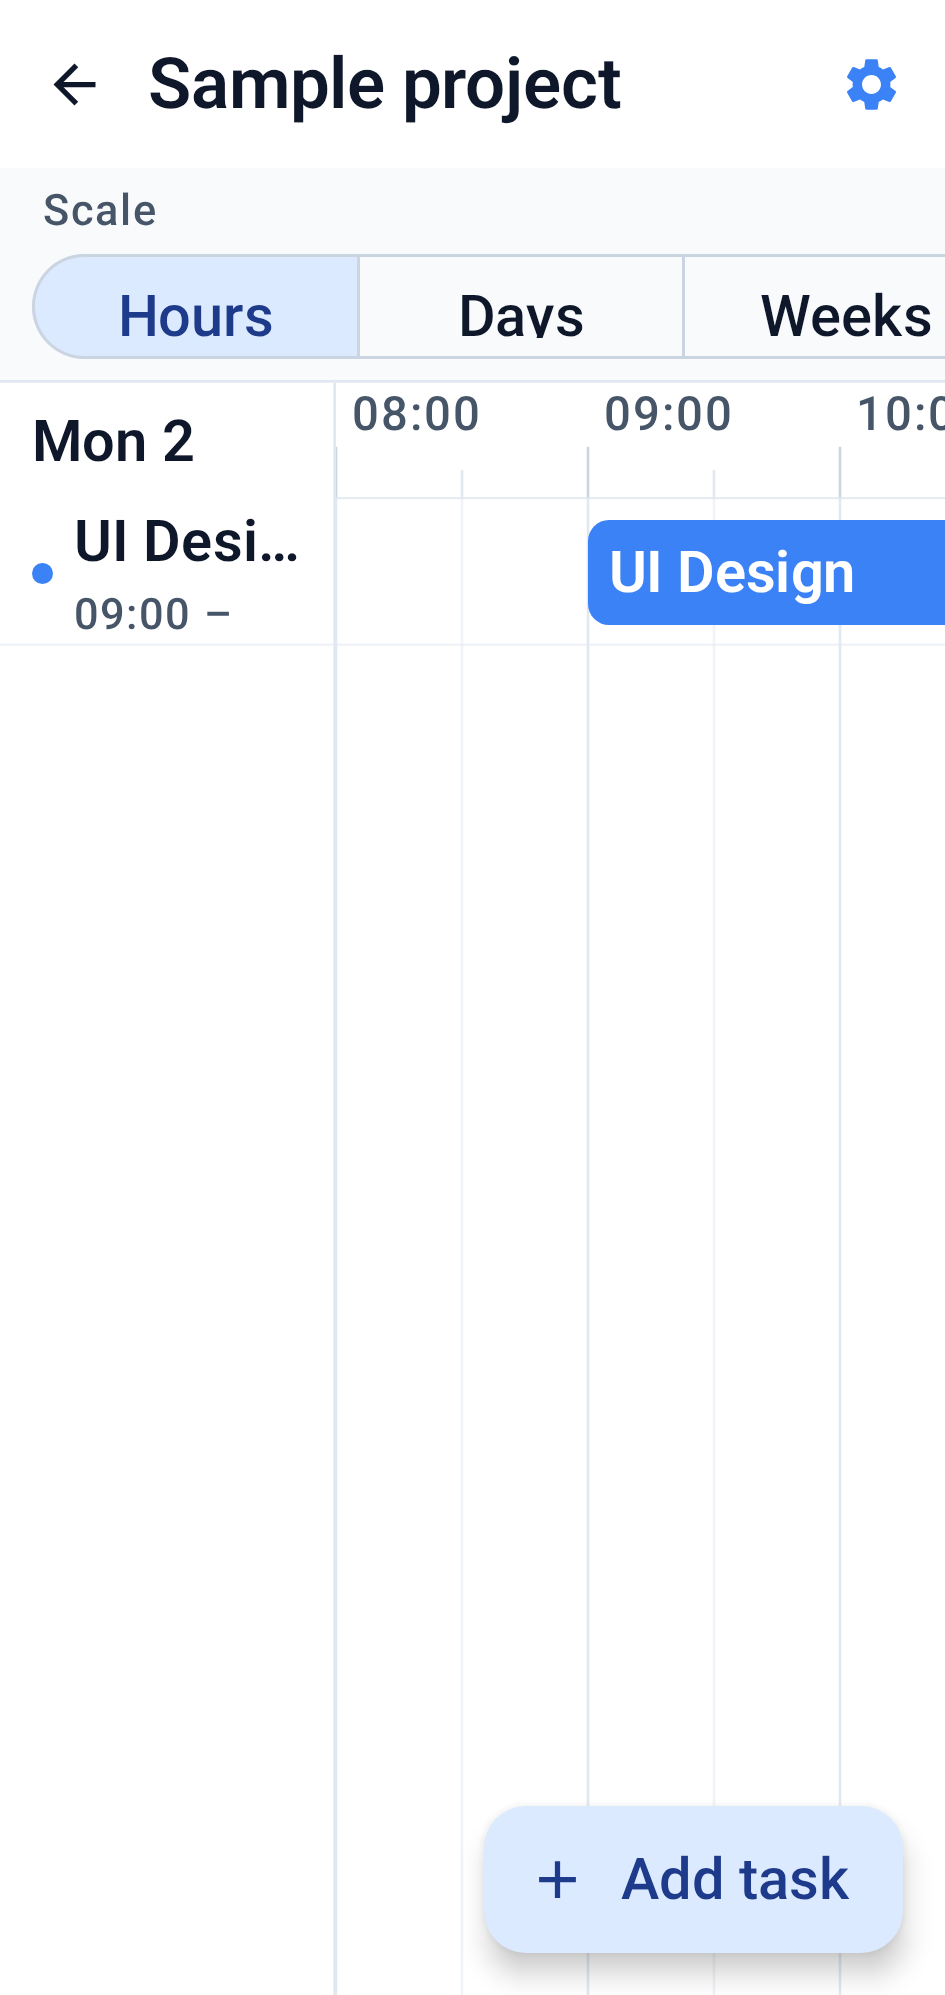 Sample project
Scale
Hours Days Weeks
Mon 2 08:00 09:00
UI Desi...
09:00 –
UI Design
+ Add task